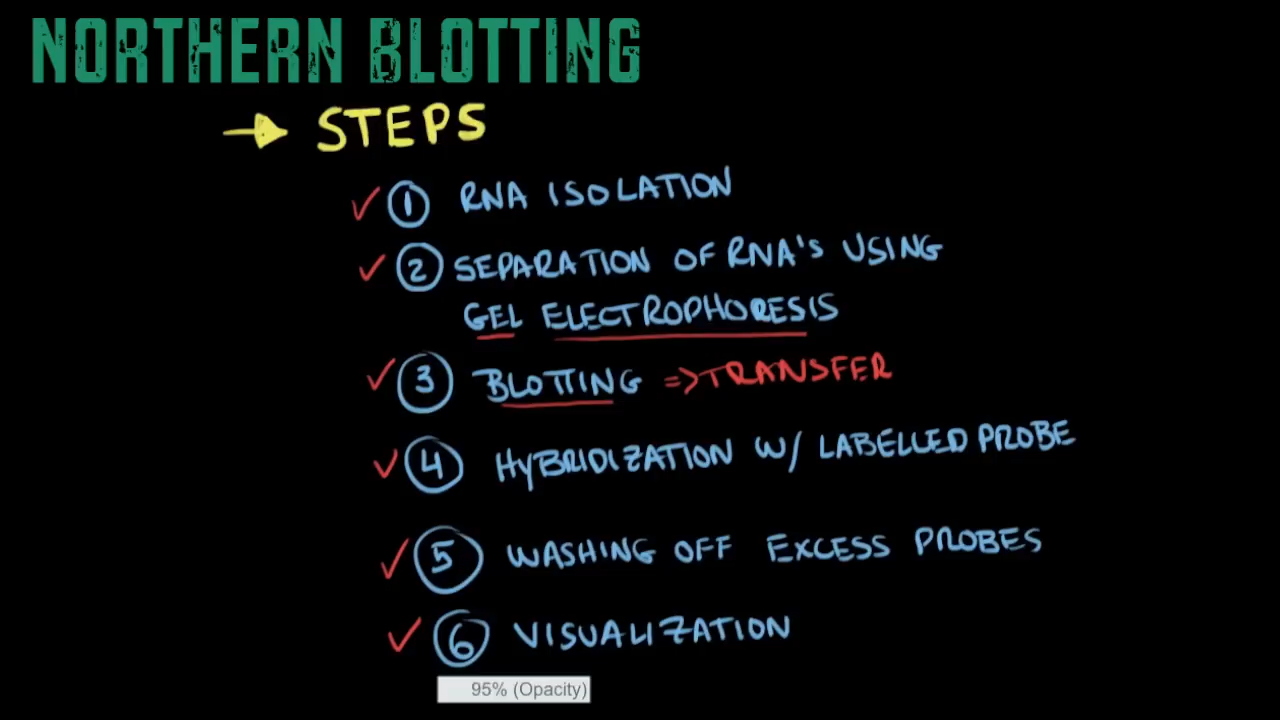 NORTHERN BLOTTING
→ STEPS
✓ 1 RNA ISOLATION
✓ 2 SEPARATION OF RNA'S USING
GEL ELECTROPHORESIS
✓ 3 BLOTTING => TRANSFER
✓ 4 HYBRIDIZATION W/ LABELLED PROBE
✓ 5 WASHING OFF EXCESS PROBES
✓ 6 VISUALIZATION
95% (Opacity)